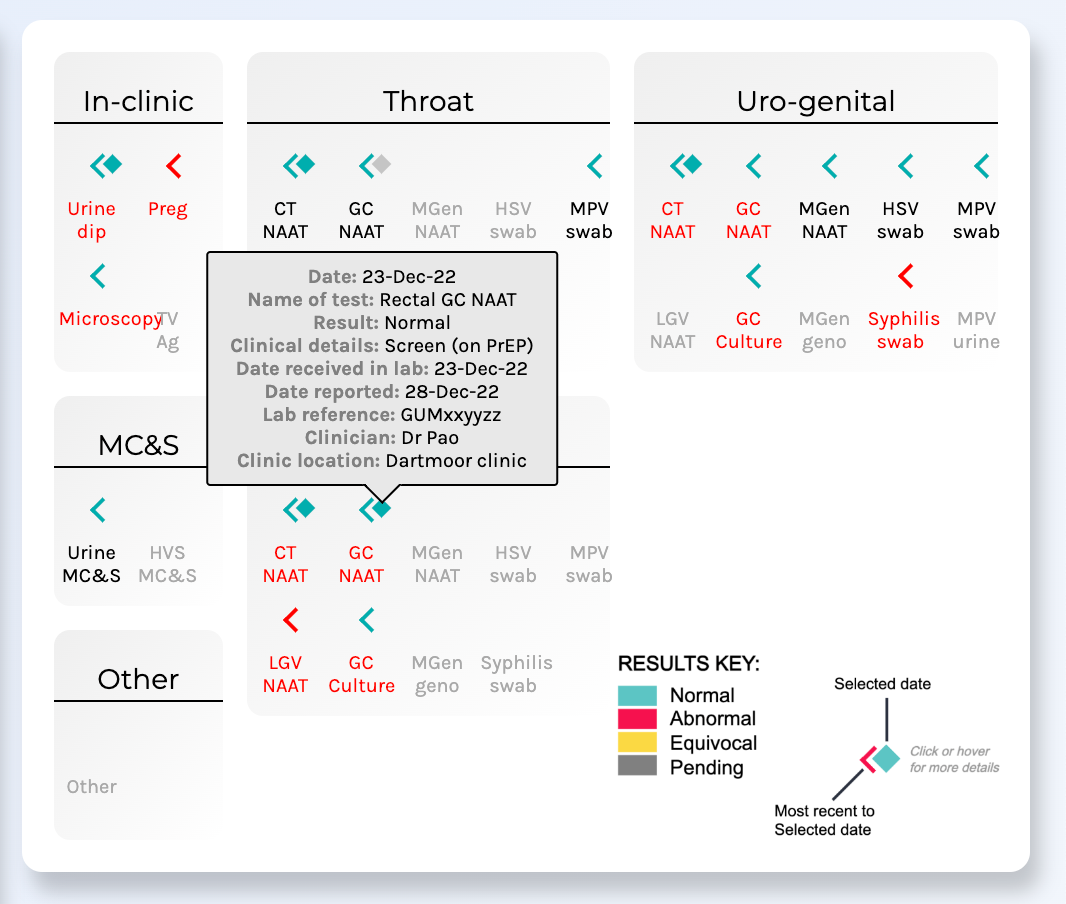 In-clinic
Urine dip
Preg
Microscopy
TV Ag
Throat
CT NAAT
GC NAAT
MGen NAAT
HSV swab
MPV swab
Uro-genital
CT NAAT
GC NAAT
MGen NAAT
HSV swab
MPV swab
LGV NAAT
GC Culture
MGen geno
Syphilis swab
MPV urine
Date: 23-Dec-22
Name of test: Rectal GC NAAT
Result: Normal
Clinical details: Screen (on PrEP)
Date received in lab: 23-Dec-22
Date reported: 28-Dec-22
Lab reference: GUMxxyyzz
Clinician: Dr Pao
Clinic location: Dartmoor clinic
MC&S
Urine MC&S
HVS MC&S
CT NAAT
GC NAAT
MGen NAAT
HSV swab
MPV swab
LGV NAAT
GC Culture
MGen geno
Syphilis swab
Other
Other
RESULTS KEY:
Normal
Abnormal
Equivocal
Pending
Selected date
Click or hover
for more details
Most recent to
Selected date